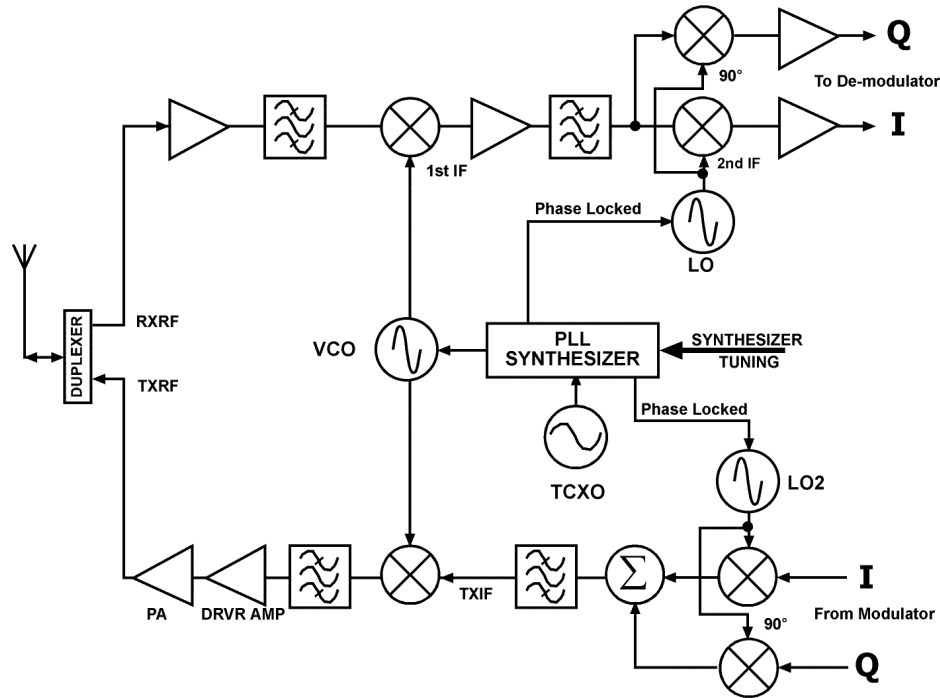 Q
90°
To De-modulator
I
1st IF
2nd IF
Phase Locked
LO
DUPLEXER
RXRF
VCO
PLL
SYNTHESIZER
SYNTHESIZER
TUNING
TXRF
Phase Locked
TCXO
LO2
Σ
TXIF
I
PA
DRVR AMP
From Modulator
90°
Q